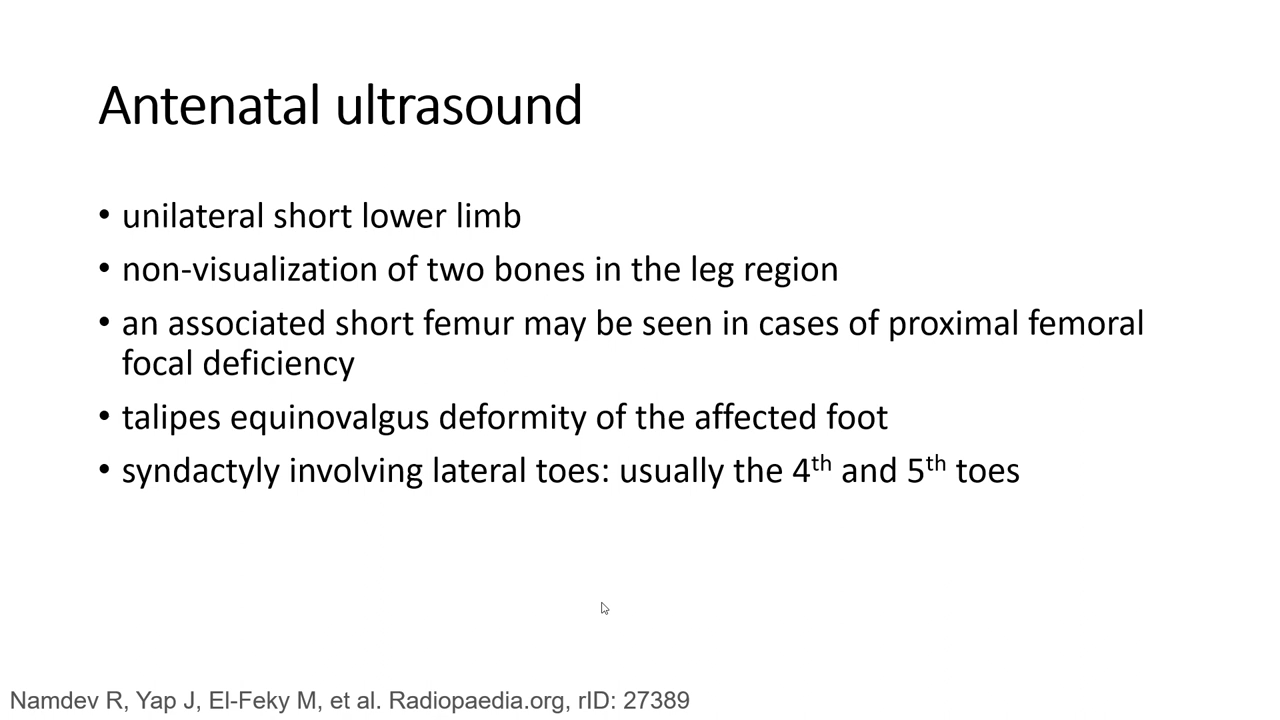 Antenatal ultrasound
• unilateral short lower limb
• non-visualization of two bones in the leg region
• an associated short femur may be seen in cases of proximal femoral
focal deficiency
• talipes equinovalgus deformity of the affected foot
• syndactyly involving lateral toes: usually the 4th and 5th toes
Namdev R, Yap J, El-Feky M, et al. Radiopaedia.org, rID: 27389